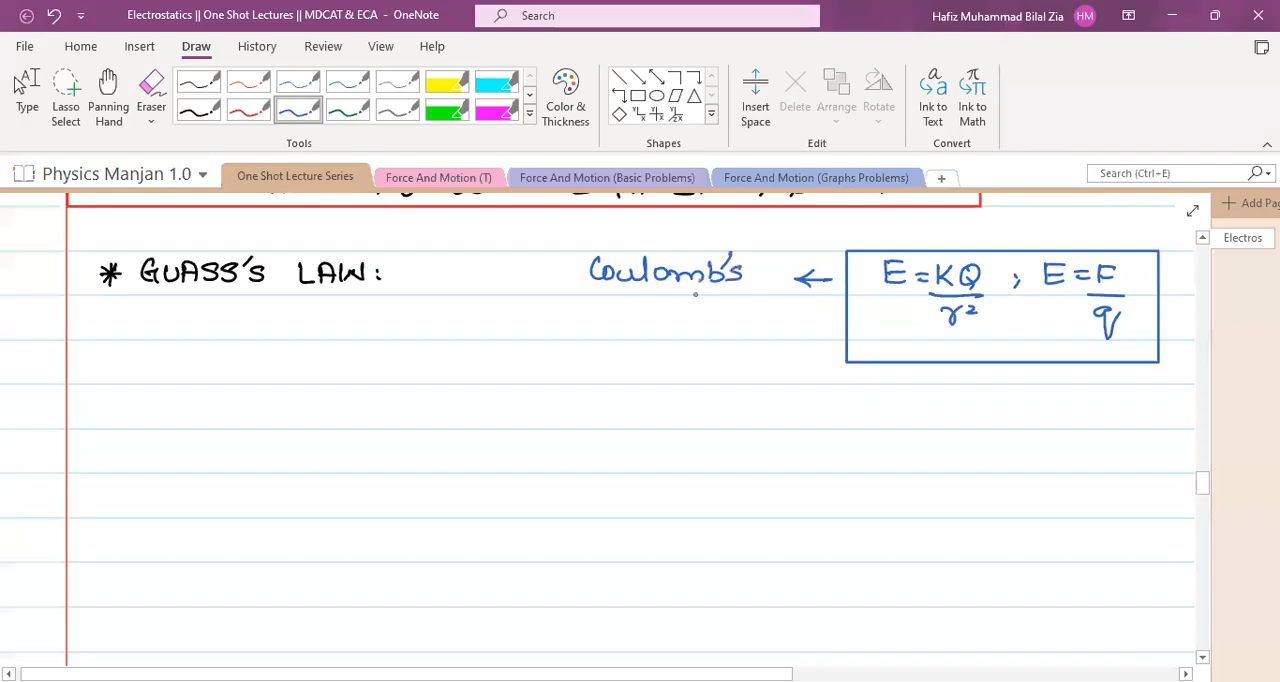 Electrostatics || One Shot Lectures || MDCAT & ECA - OneNote
Search
Hafiz Muhammad Bilal Zia HM
File Home Insert Draw History Review View Help
Type Lasso Select Panning Hand Eraser Color & Thickness Insert Space Delete Arrange Rotate Ink to Text Ink to Math
Tools Shapes Edit Convert
Physics Manjan 1.0 One Shot Lecture Series Force And Motion (T) Force And Motion (Basic Problems) Force And Motion (Graphs Problems) + Search (Ctrl+E)
+ Add Pag
Electros
* GUASS'S LAW: Coulomb's ← E = KQ/r² ; E = F/q